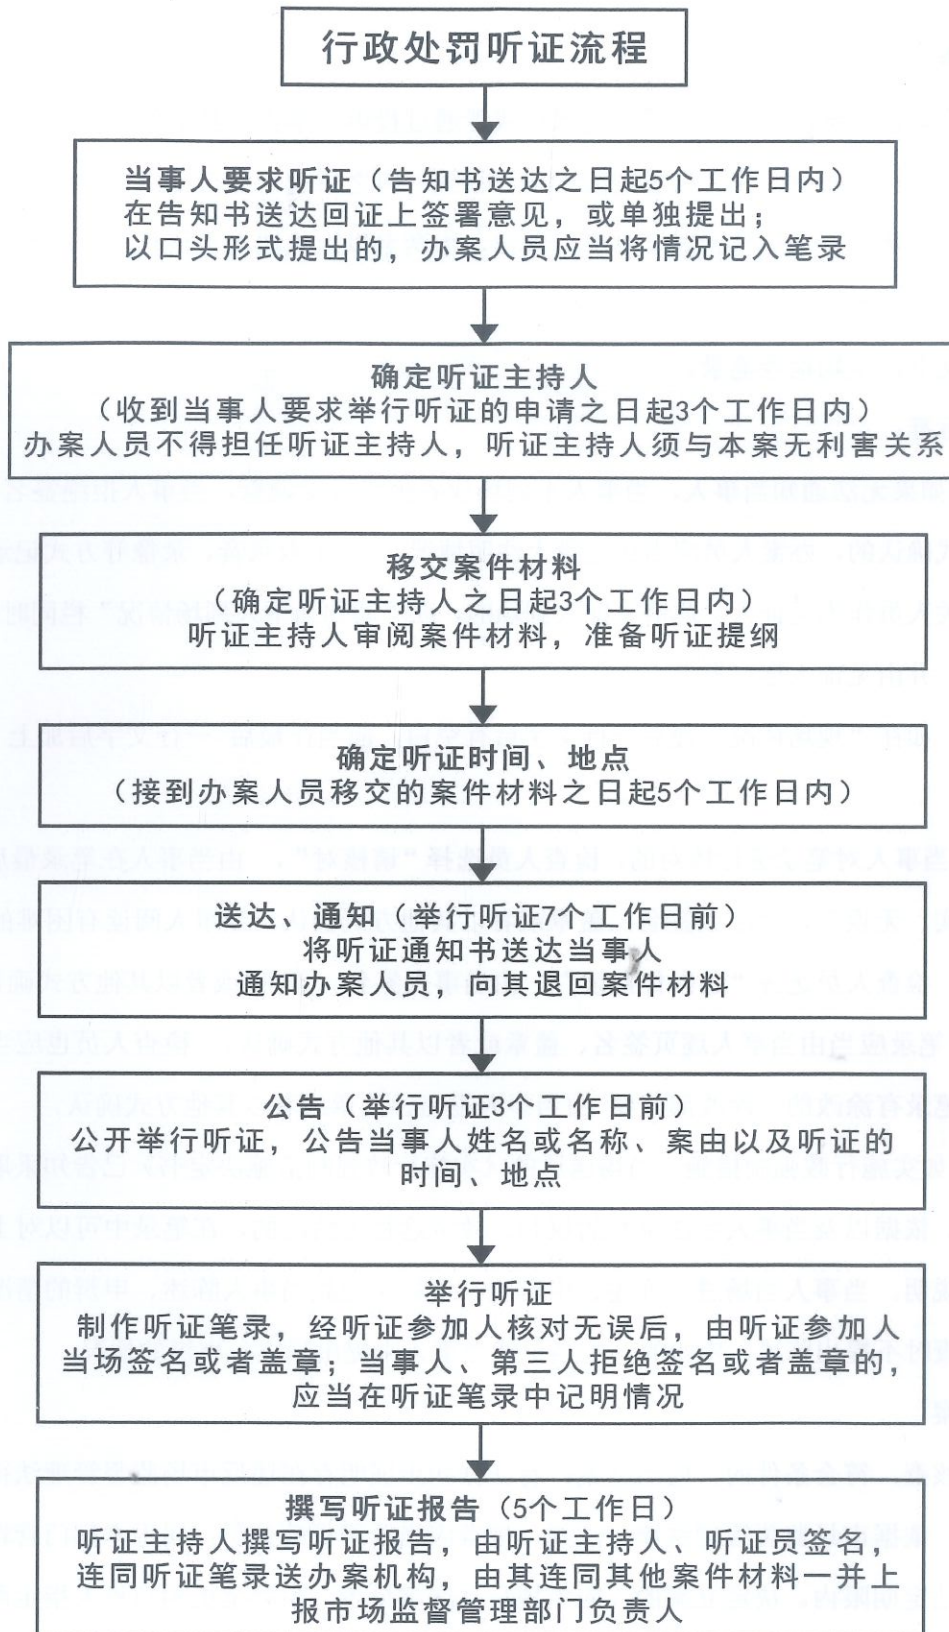 行政处罚听证流程
当事人要求听证（告知书送达之日起5个工作日内）
在告知书送达回证上签署意见，或单独提出；
以口头形式提出的，办案人员应当将情况记入笔录
确定听证主持人
（收到当事人要求举行听证的申请之日起3个工作日内）
办案人员不得担任听证主持人，听证主持人须与本案无利害关系
移交案件材料
（确定听证主持人之日起3个工作日内）
听证主持人审阅案件材料，准备听证提纲
确定听证时间、地点
（接到办案人员移交的案件材料之日起5个工作日内）
送达、通知（举行听证7个工作日前）
将听证通知书送达当事人
通知办案人员，向其退回案件材料
公告（举行听证3个工作日前）
公开举行听证，公告当事人姓名或名称、案由以及听证的
时间、地点
举行听证
制作听证笔录，经听证参加人核对无误后，由听证参加人
当场签名或者盖章；当事人、第三人拒绝签名或者盖章的，
应当在听证笔录中记明情况
撰写听证报告（5个工作日）
听证主持人撰写听证报告，由听证主持人、听证员签名，
连同听证笔录送办案机构，由其连同其他案件材料一并上
报市场监督管理部门负责人